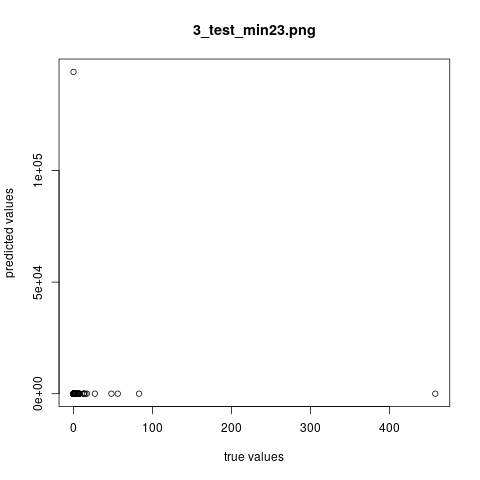 3_test_min23.png
predicted values
1e+05
5e+04
0e+00
0 100 200 300 400
true values